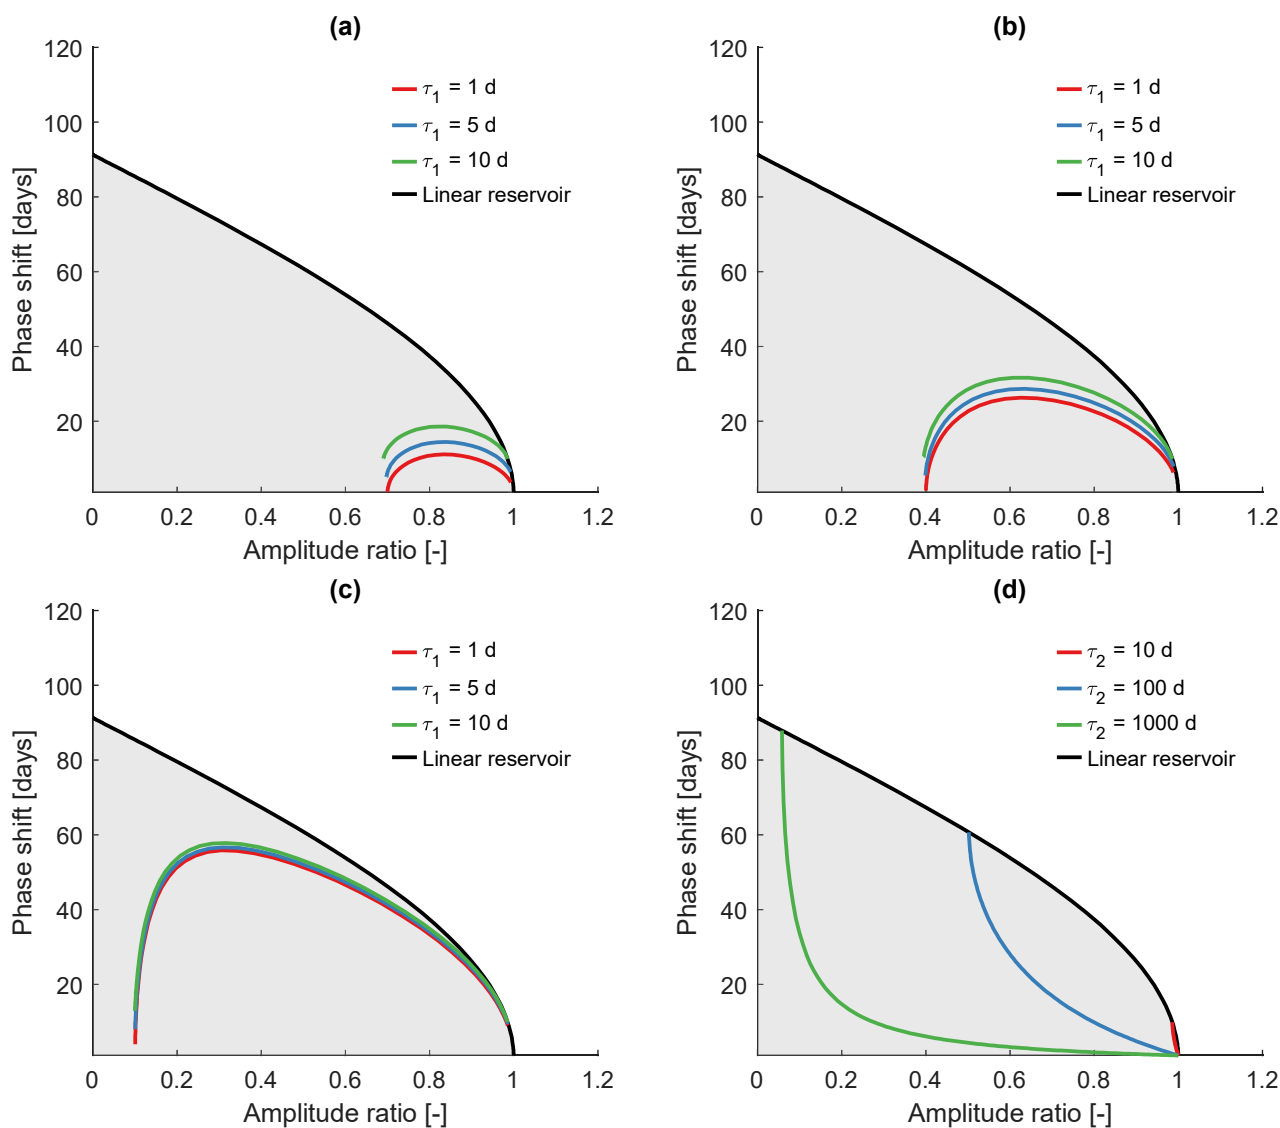 (a)
120
100
80
60
40
20
Phase shift [days]
τ1 = 1 d
τ1 = 5 d
τ1 = 10 d
Linear reservoir
0 0.2 0.4 0.6 0.8 1 1.2
Amplitude ratio [-]
(b)
120
100
80
60
40
20
Phase shift [days]
τ1 = 1 d
τ1 = 5 d
τ1 = 10 d
Linear reservoir
0 0.2 0.4 0.6 0.8 1 1.2
Amplitude ratio [-]
(c)
120
100
80
60
40
20
Phase shift [days]
τ1 = 1 d
τ1 = 5 d
τ1 = 10 d
Linear reservoir
0 0.2 0.4 0.6 0.8 1 1.2
Amplitude ratio [-]
(d)
120
100
80
60
40
20
Phase shift [days]
τ2 = 10 d
τ2 = 100 d
τ2 = 1000 d
Linear reservoir
0 0.2 0.4 0.6 0.8 1 1.2
Amplitude ratio [-]